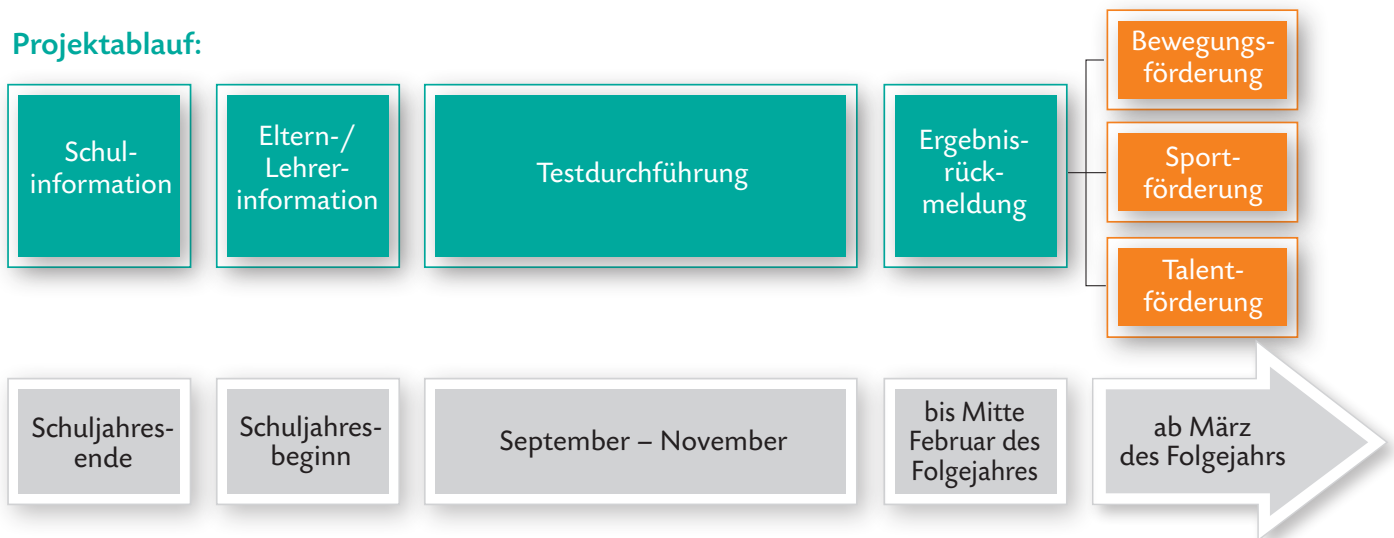 Projektablauf:
Schul-
information
Eltern-/
Lehrer-
information
Testdurchführung
Ergebnis-
rück-
meldung
Bewegungs-
förderung
Sport-
förderung
Talent-
förderung
Schuljahres-
ende
Schuljahres-
beginn
September – November
bis Mitte
Februar des
Folgejahres
ab März
des Folgejahrs